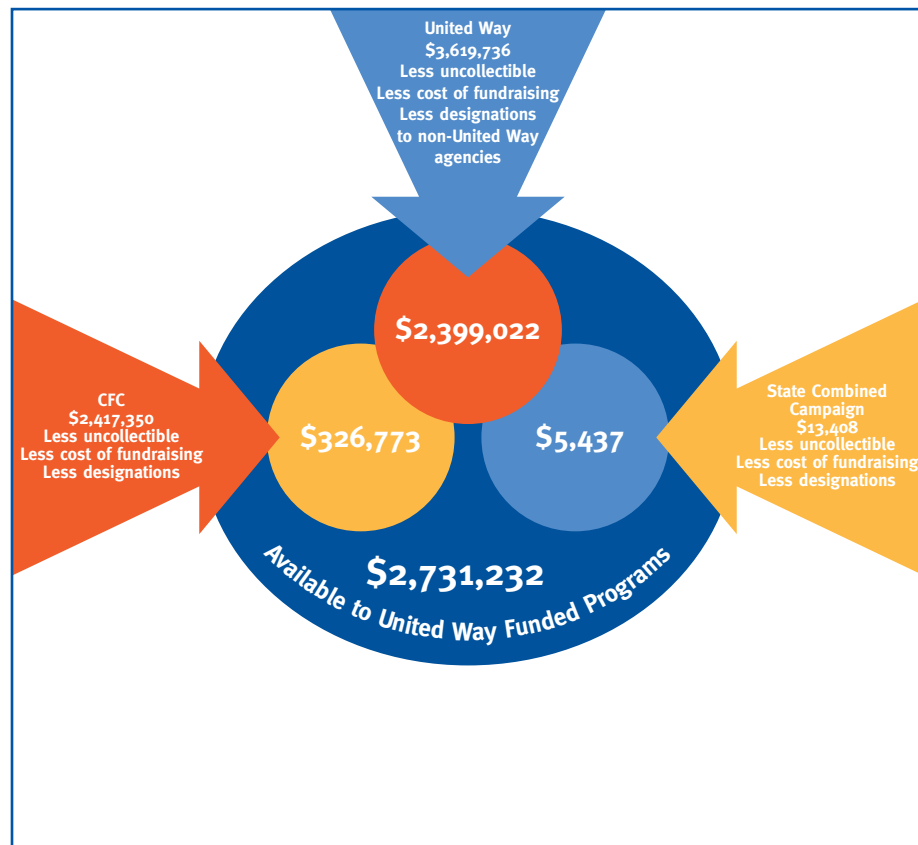 United Way
$3,619,736
Less uncollectible
Less cost of fundraising
Less designations
to non-United Way
agencies
$2,399,022
CFC
$2,417,350
Less uncollectible
Less cost of fundraising
Less designations
$326,773
$5,437
State Combined
Campaign
$13,408
Less uncollectible
Less cost of fundraising
Less designations
$2,731,232
Available to United Way Funded Programs